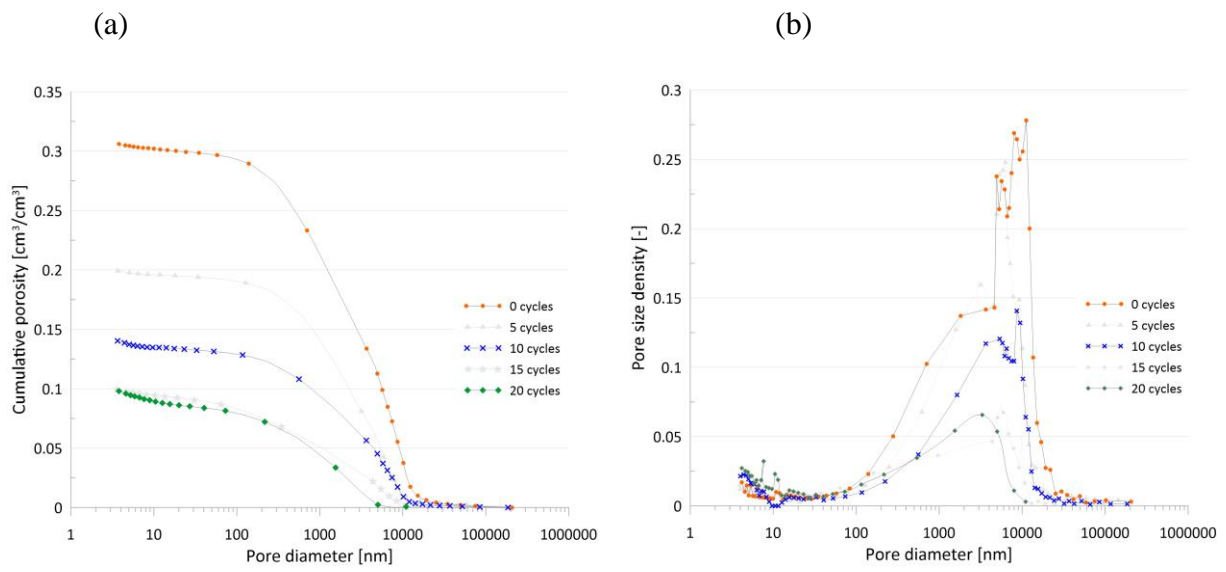 (a)
(b)
0.35
0.3
0.25
0.2
0.15
0.1
0.05
0
Cumulative porosity [cm³/cm³]
1
10
100
1000
10000
100000
1000000
Pore diameter [nm]
0 cycles
5 cycles
10 cycles
15 cycles
20 cycles
0.3
0.25
0.2
0.15
0.1
0.05
0
Pore size density [-]
1
10
100
1000
10000
100000
1000000
Pore diameter [nm]
0 cycles
5 cycles
10 cycles
15 cycles
20 cycles